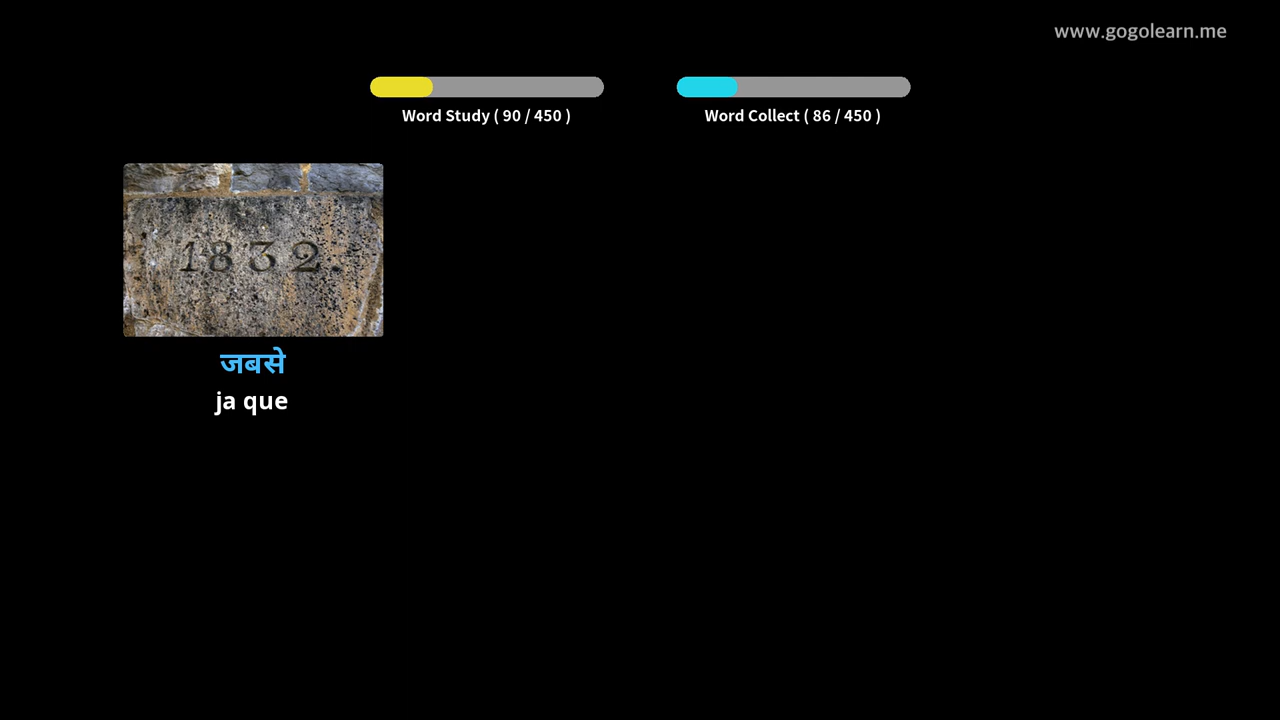 www.gogolearn.me
Word Study ( 90 / 450 )
Word Collect ( 86 / 450 )
1832.
जबसे
ja que